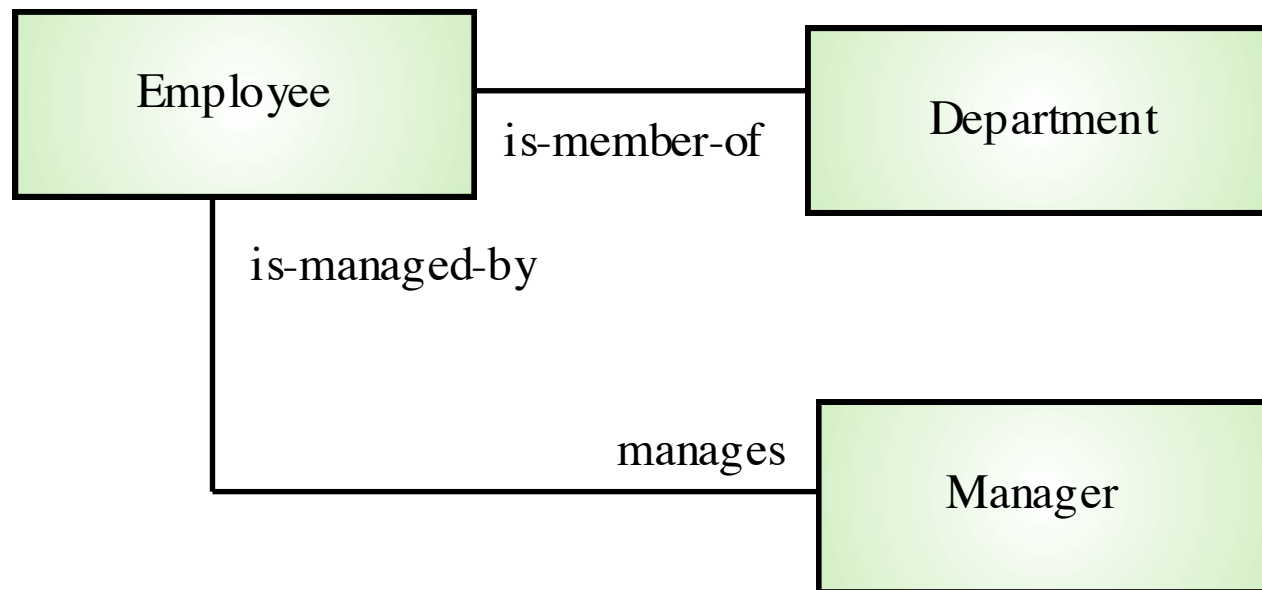 Employee
Department
is-member-of
is-managed-by
manages
Manager